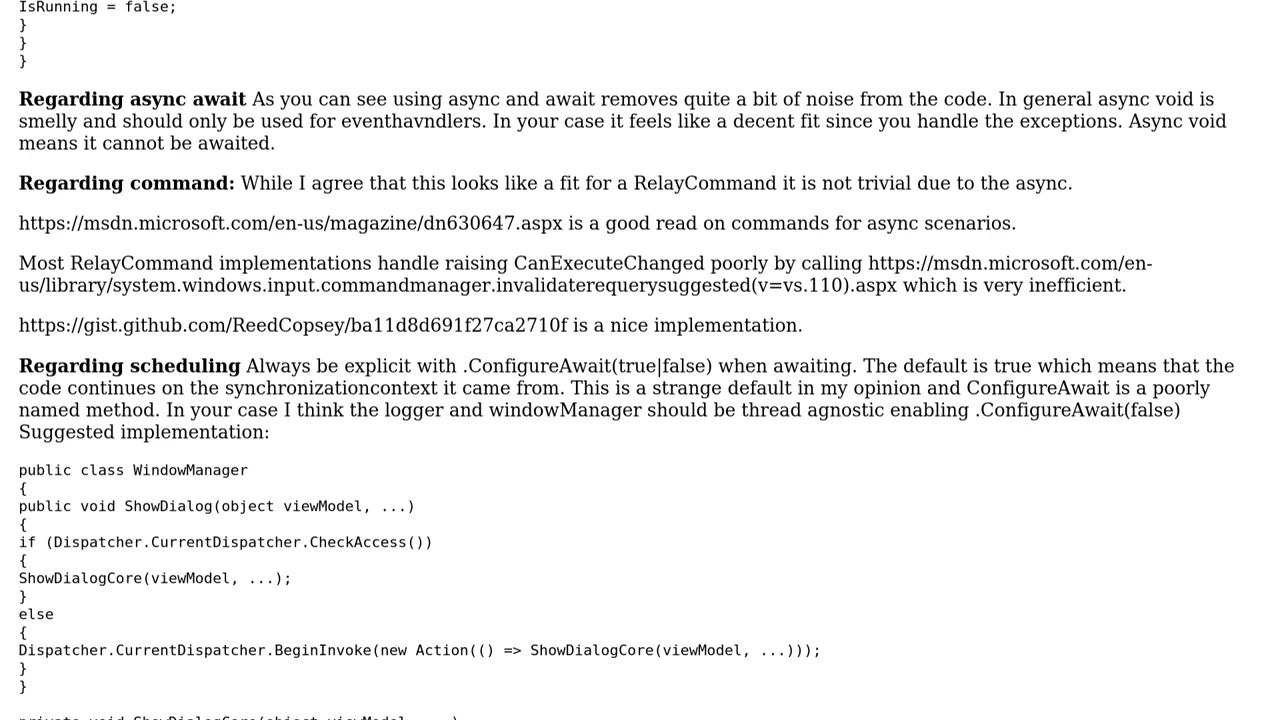 IsRunning = false;
}
}
}
Regarding async await As you can see using async and await removes quite a bit of noise from the code. In general async void is
smelly and should only be used for eventhavndlers. In your case it feels like a decent fit since you handle the exceptions. Async void
means it cannot be awaited.
Regarding command: While I agree that this looks like a fit for a RelayCommand it is not trivial due to the async.
https://msdn.microsoft.com/en-us/magazine/dn630647.aspx is a good read on commands for async scenarios.
Most RelayCommand implementations handle raising CanExecuteChanged poorly by calling https://msdn.microsoft.com/en-
us/library/system.windows.input.commandmanager.invalidaterequerysuggested(v=vs.110).aspx which is very inefficient.
https://gist.github.com/ReedCopsey/ba11d8d691f27ca2710f is a nice implementation.
Regarding scheduling Always be explicit with .ConfigureAwait(true|false) when awaiting. The default is true which means that the
code continues on the synchronizationcontext it came from. This is a strange default in my opinion and ConfigureAwait is a poorly
named method. In your case I think the logger and windowManager should be thread agnostic enabling .ConfigureAwait(false)
Suggested implementation:
public class WindowManager
{
public void ShowDialog(object viewModel, ...)
{
if (Dispatcher.CurrentDispatcher.CheckAccess())
{
ShowDialogCore(viewModel, ...);
}
else
{
Dispatcher.CurrentDispatcher.BeginInvoke(new Action(() => ShowDialogCore(viewModel, ...)));
}
}
private void ShowDialogCore(object viewModel, ...)